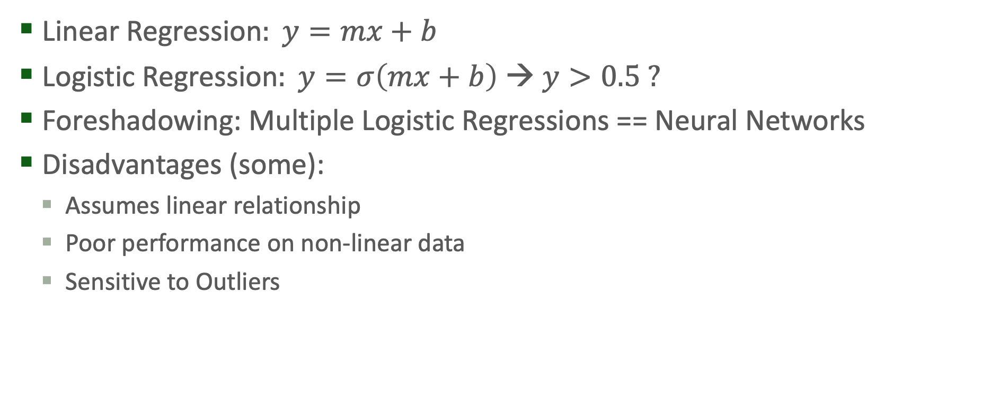 ▪ Linear Regression: y = mx + b
▪ Logistic Regression: y = σ(mx + b) → y > 0.5 ?
▪ Foreshadowing: Multiple Logistic Regressions == Neural Networks
▪ Disadvantages (some):
▪ Assumes linear relationship
▪ Poor performance on non-linear data
▪ Sensitive to Outliers